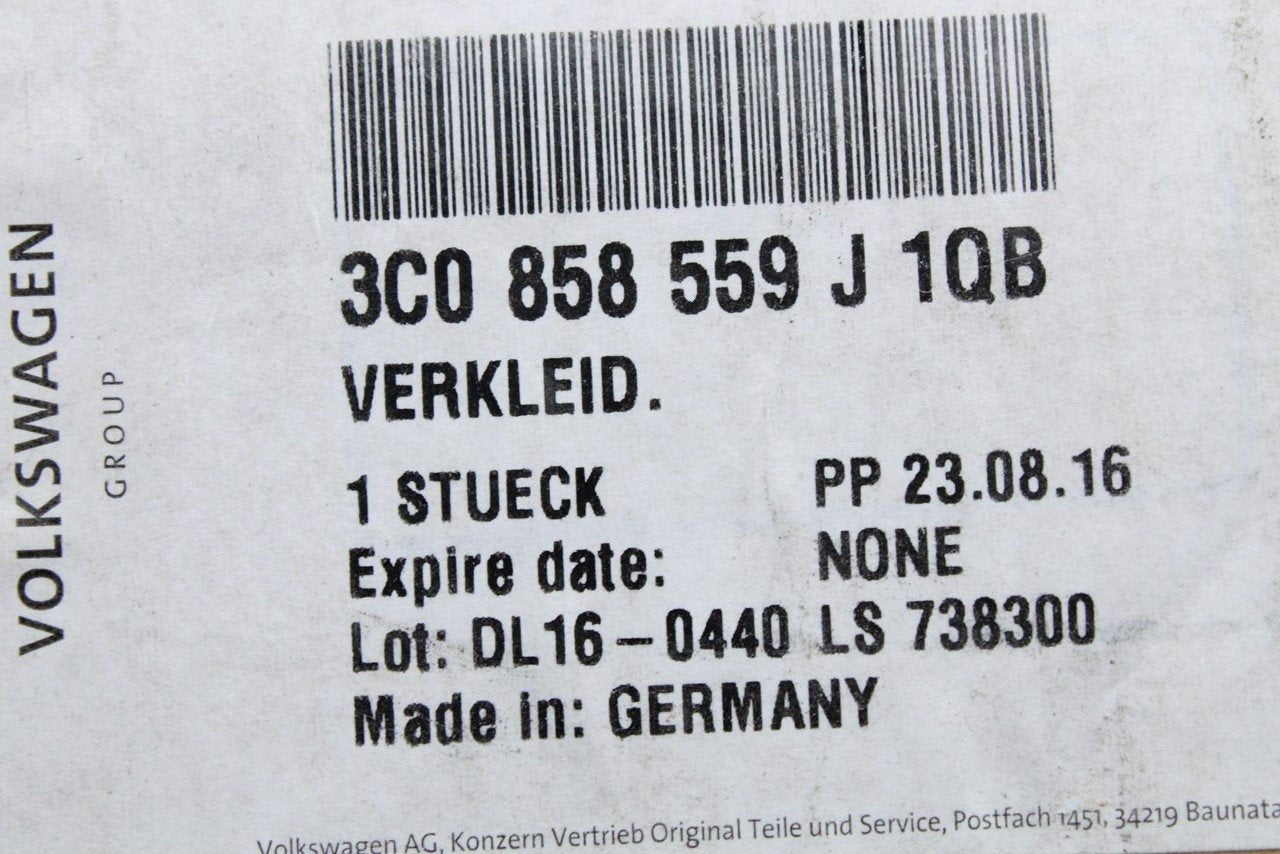 VOLKSWAGEN
GROUP
3C0 858 559 J 1QB
VERKLEID.
1 STUECK PP 23.08.16
Expire date: NONE
Lot: DL16-0440 LS 738300
Made in: GERMANY
Volkswagen AG, Konzern Vertrieb Original Teile und Service, Postfach 1451, 34219 Baunata